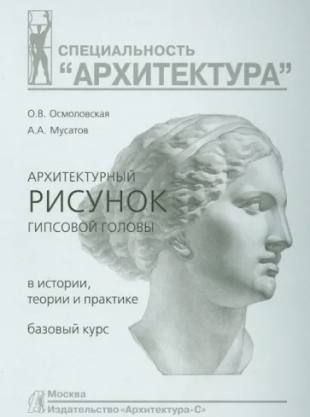 СПЕЦИАЛЬНОСТЬ
“АРХИТЕКТУРА”
О.В. Осмоловская
А.А. Мусатов
АРХИТЕКТУРНЫЙ
РИСУНОК
ГИПСОВОЙ ГОЛОВЫ
в истории,
теории и практике
базовый курс
Москва
Издательство «Архитектура-С»